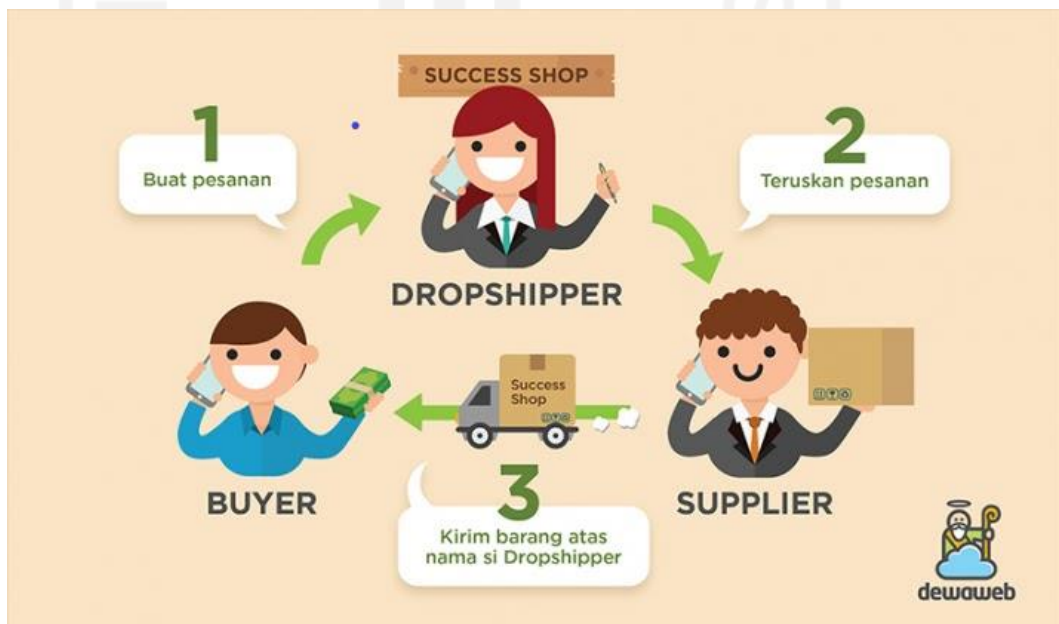 SUCCESS SHOP
1
Buat pesanan
2
Teruskan pesanan
DROPSHIPPER
Success
Shop
BUYER
SUPPLIER
3
Kirim barang atas
nama si Dropshipper
dewaweb